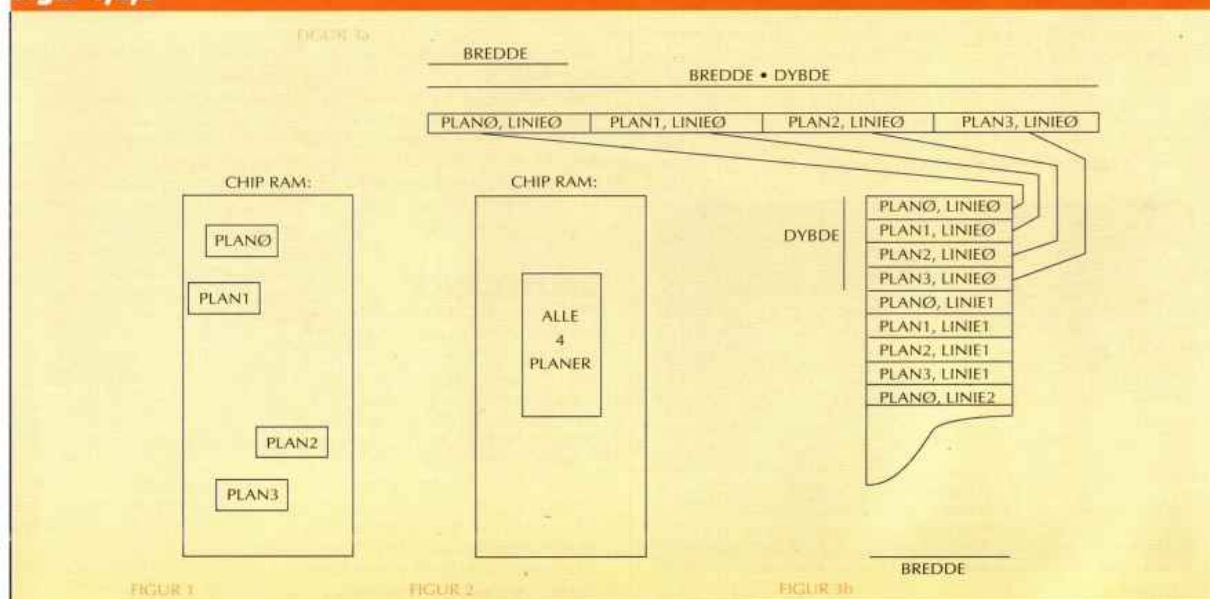 FIGUR 3a
BREDDE
BREDDE • DYBDE
PLANØ, LINIEØ PLAN1, LINIEØ PLAN2, LINIEØ PLAN3, LINIEØ
CHIP RAM:
PLANØ
PLAN1
PLAN2
PLAN3
FIGUR 1
CHIP RAM:
ALLE
4
PLANER
FIGUR 2
DYBDE
PLANØ, LINIEØ
PLAN1, LINIEØ
PLAN2, LINIEØ
PLAN3, LINIEØ
PLANØ, LINIE1
PLAN1, LINIE1
PLAN2, LINIE1
PLAN3, LINIE1
PLANØ, LINIE2
BREDDE
FIGUR 3b